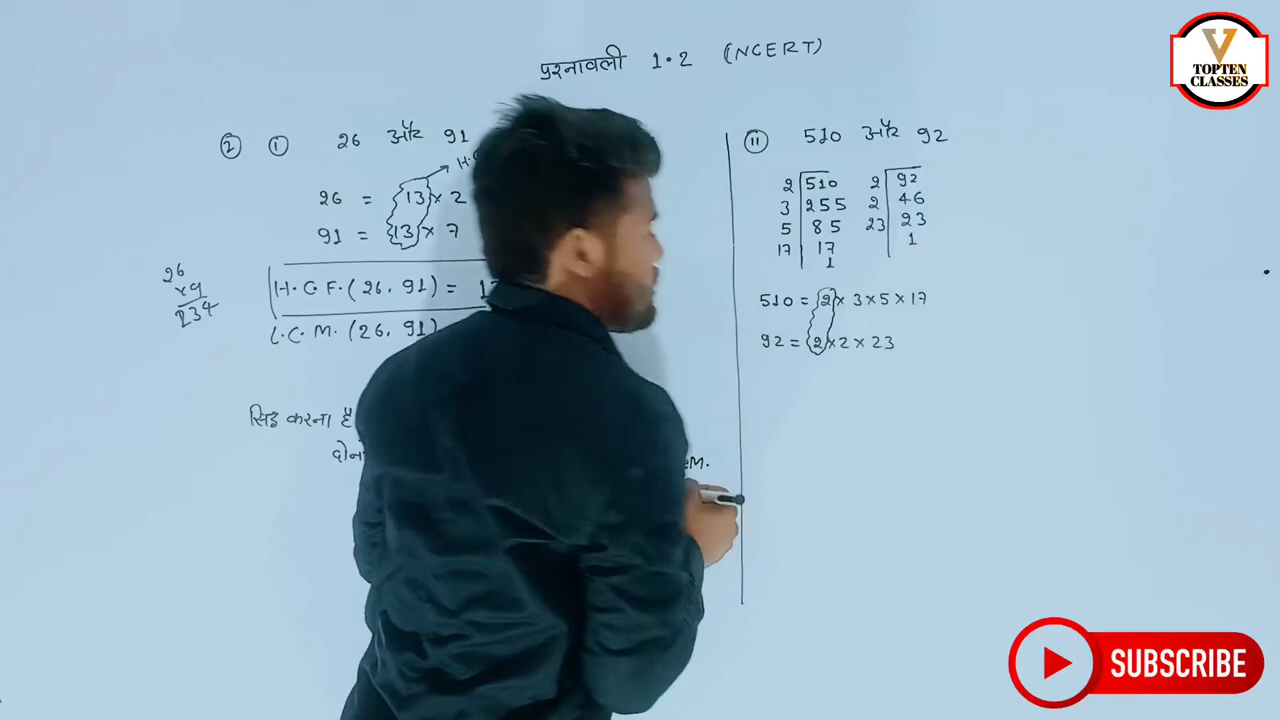 प्रश्नावली 1.2 (NCERT)
V
TOPTEN
CLASSES
② ① 26 और 91
26 = 13 × 2
91 = 13 × 7
H.C.F. (26, 91) =
L.C.M. (26, 91)
26
×9
234
सिद्ध करना है
M.
ii 510 और 92
2 510
3 255
5 85
17 17
1
2 92
2 46
23 23
1
510 = 2 × 3 × 5 × 17
92 = 2 × 2 × 23
SUBSCRIBE